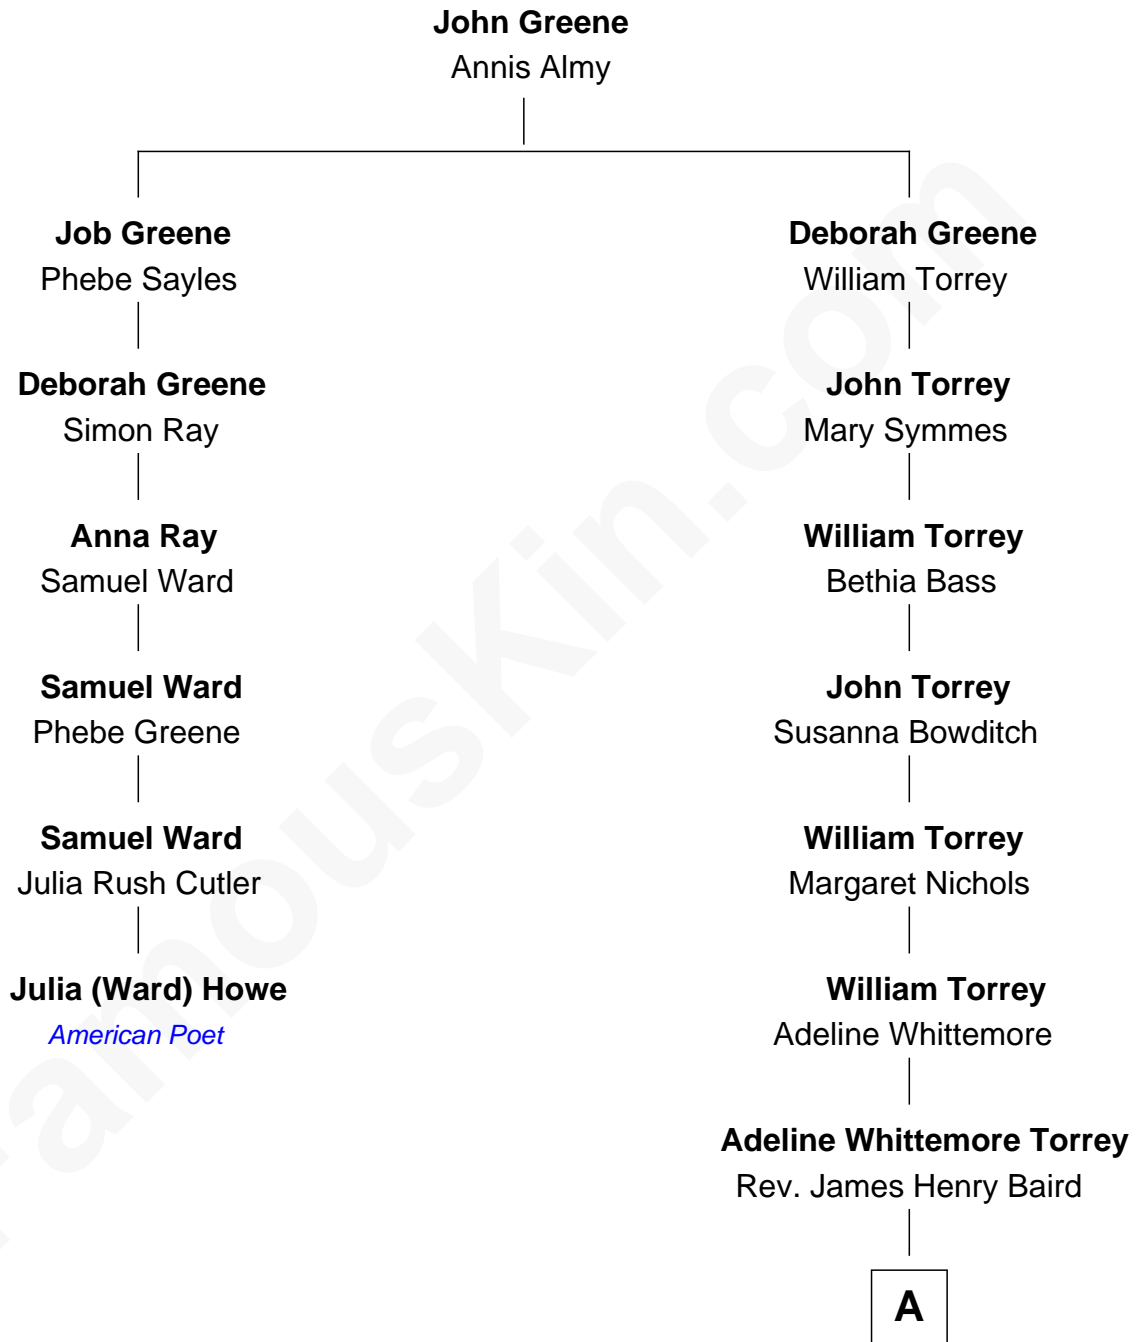 John Greene
Annis Almy
Job Greene
Phebe Sayles
Deborah Greene
William Torrey
Deborah Greene
Simon Ray
John Torrey
Mary Symmes
Anna Ray
Samuel Ward
William Torrey
Bethia Bass
Samuel Ward
Phebe Greene
John Torrey
Susanna Bowditch
Samuel Ward
Julia Rush Cutler
William Torrey
Margaret Nichols
Julia (Ward) Howe
American Poet
William Torrey
Adeline Whittemore
Adeline Whittemore Torrey
Rev. James Henry Baird
A
FamousKin.com